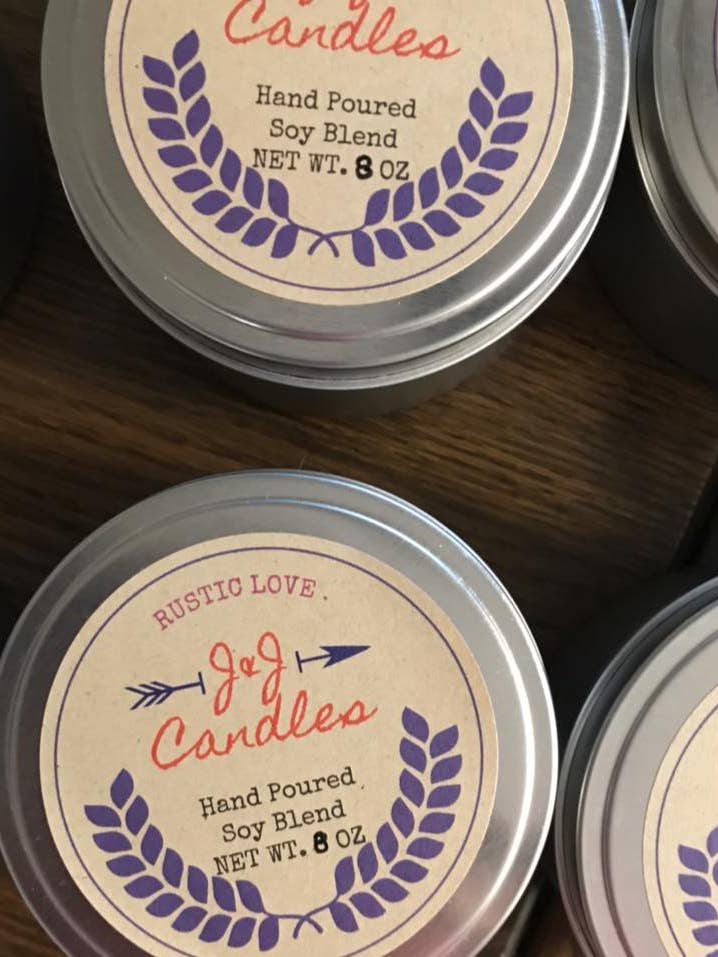 Candles
Hand Poured
Soy Blend
NET WT. 8 OZ
RUSTIC LOVE
J&J
Candles
Hand Poured
Soy Blend
NET WT. 8 OZ